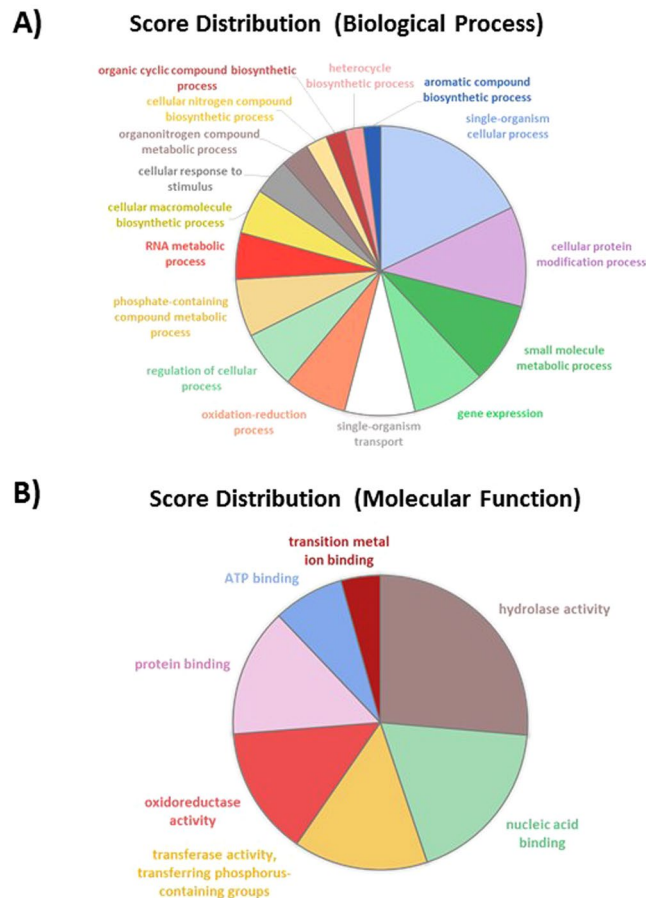 A)
Score Distribution (Biological Process)
organic cyclic compound biosynthetic
process
heterocycle
biosynthetic process
aromatic compound
biosynthetic process
cellular nitrogen compound
biosynthetic process
single-organism
cellular process
organonitrogen compound
metabolic process
cellular response to
stimulus
cellular macromolecule
biosynthetic process
RNA metabolic
process
cellular protein
modification process
phosphate-containing
compound metabolic
process
small molecule
metabolic process
regulation of cellular
process
gene expression
oxidation-reduction
process
single-organism
transport
B)
Score Distribution (Molecular Function)
transition metal
ion binding
ATP binding
hydrolase activity
protein binding
oxidoreductase
activity
nucleic acid
binding
transferase activity,
transferring phosphorus-
containing groups